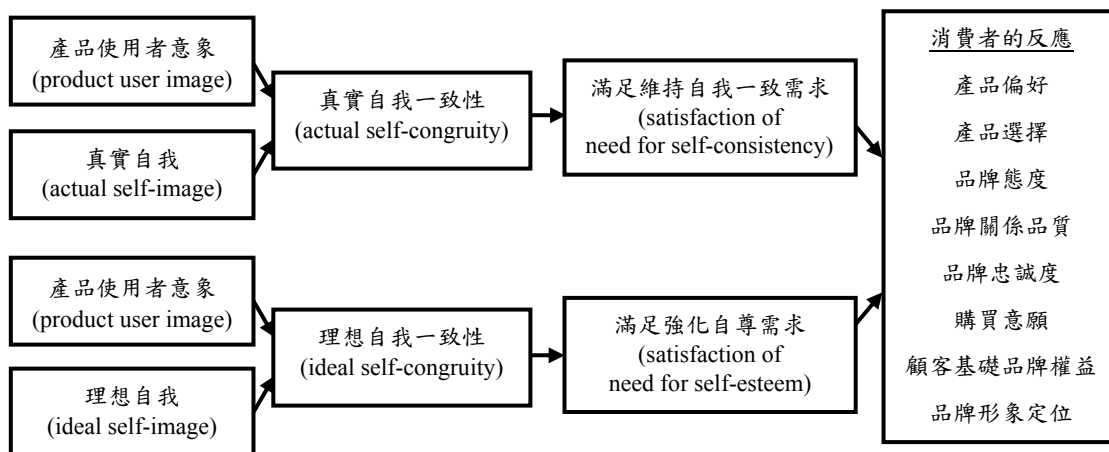 產品使用者意象
(product user image)
真實自我
(actual self-image)
真實自我一致性
(actual self-congruity)
滿足維持自我一致需求
(satisfaction of
need for self-consistency)
產品使用者意象
(product user image)
理想自我
(ideal self-image)
理想自我一致性
(ideal self-congruity)
滿足強化自尊需求
(satisfaction of
need for self-esteem)
消費者的反應
產品偏好
產品選擇
品牌態度
品牌關係品質
品牌忠誠度
購買意願
顧客基礎品牌權益
品牌形象定位